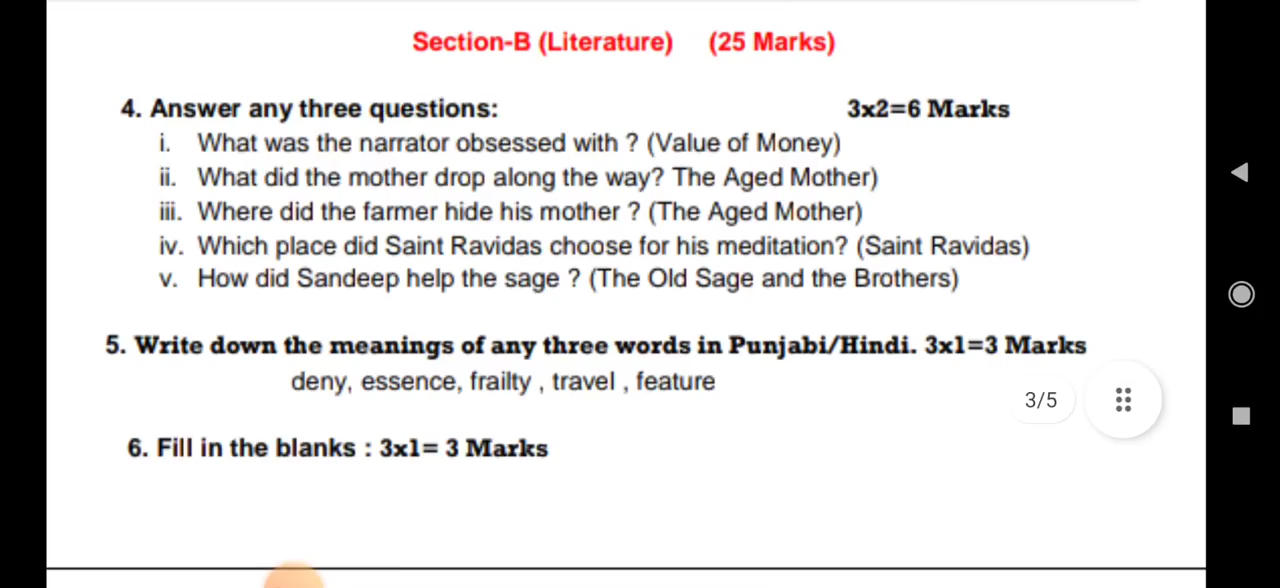 Section-B (Literature) (25 Marks)
4. Answer any three questions: 3x2=6 Marks
i. What was the narrator obsessed with ? (Value of Money)
ii. What did the mother drop along the way? The Aged Mother)
iii. Where did the farmer hide his mother ? (The Aged Mother)
iv. Which place did Saint Ravidas choose for his meditation? (Saint Ravidas)
v. How did Sandeep help the sage ? (The Old Sage and the Brothers)
5. Write down the meanings of any three words in Punjabi/Hindi. 3x1=3 Marks
deny, essence, frailty , travel , feature
3/5
6. Fill in the blanks : 3x1= 3 Marks